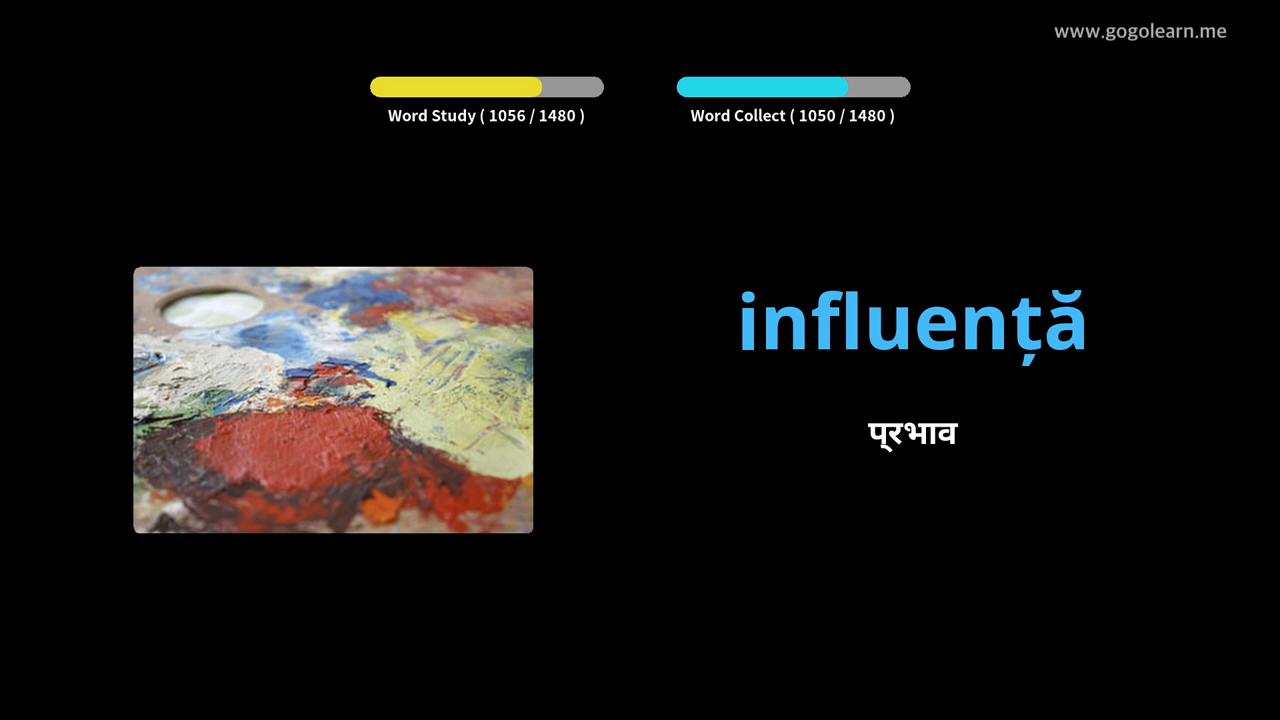 www.gogolearn.me
Word Study ( 1056 / 1480 )
Word Collect ( 1050 / 1480 )
influență
प्रभाव